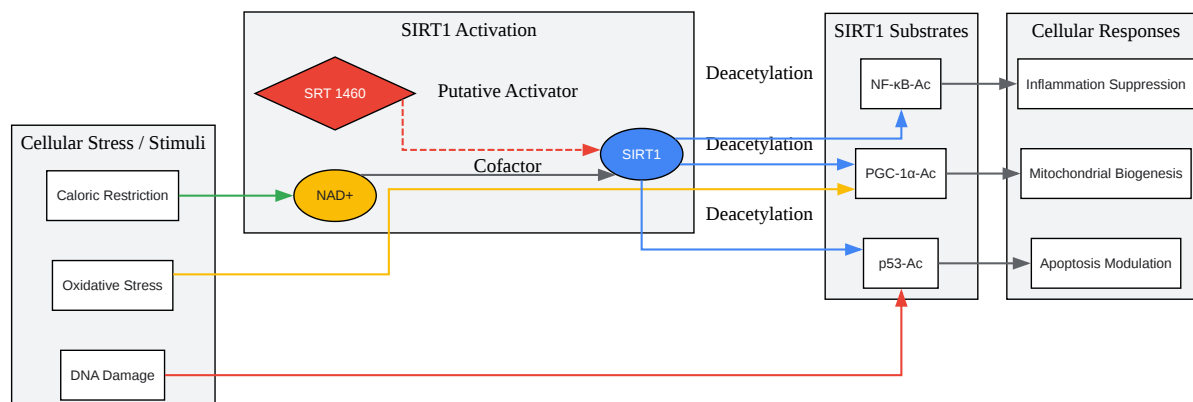 Cellular Stress / Stimuli
Caloric Restriction
Oxidative Stress
DNA Damage
SIRT1 Activation
SRT 1460
Putative Activator
SIRT1
Cofactor
NAD+
Deacetylation
Deacetylation
Deacetylation
SIRT1 Substrates
NF-κB-Ac
PGC-1α-Ac
p53-Ac
Cellular Responses
Inflammation Suppression
Mitochondrial Biogenesis
Apoptosis Modulation